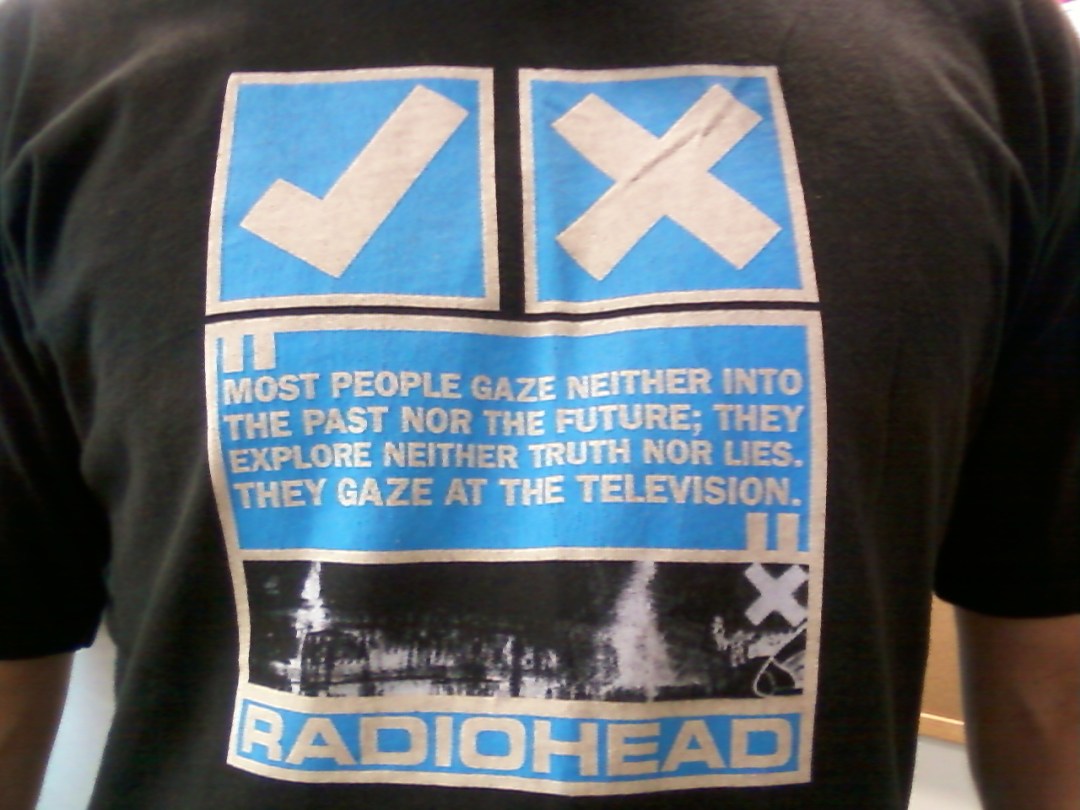 "
MOST PEOPLE GAZE NEITHER INTO
THE PAST NOR THE FUTURE; THEY
EXPLORE NEITHER TRUTH NOR LIES.
THEY GAZE AT THE TELEVISION.
"
RADIOHEAD